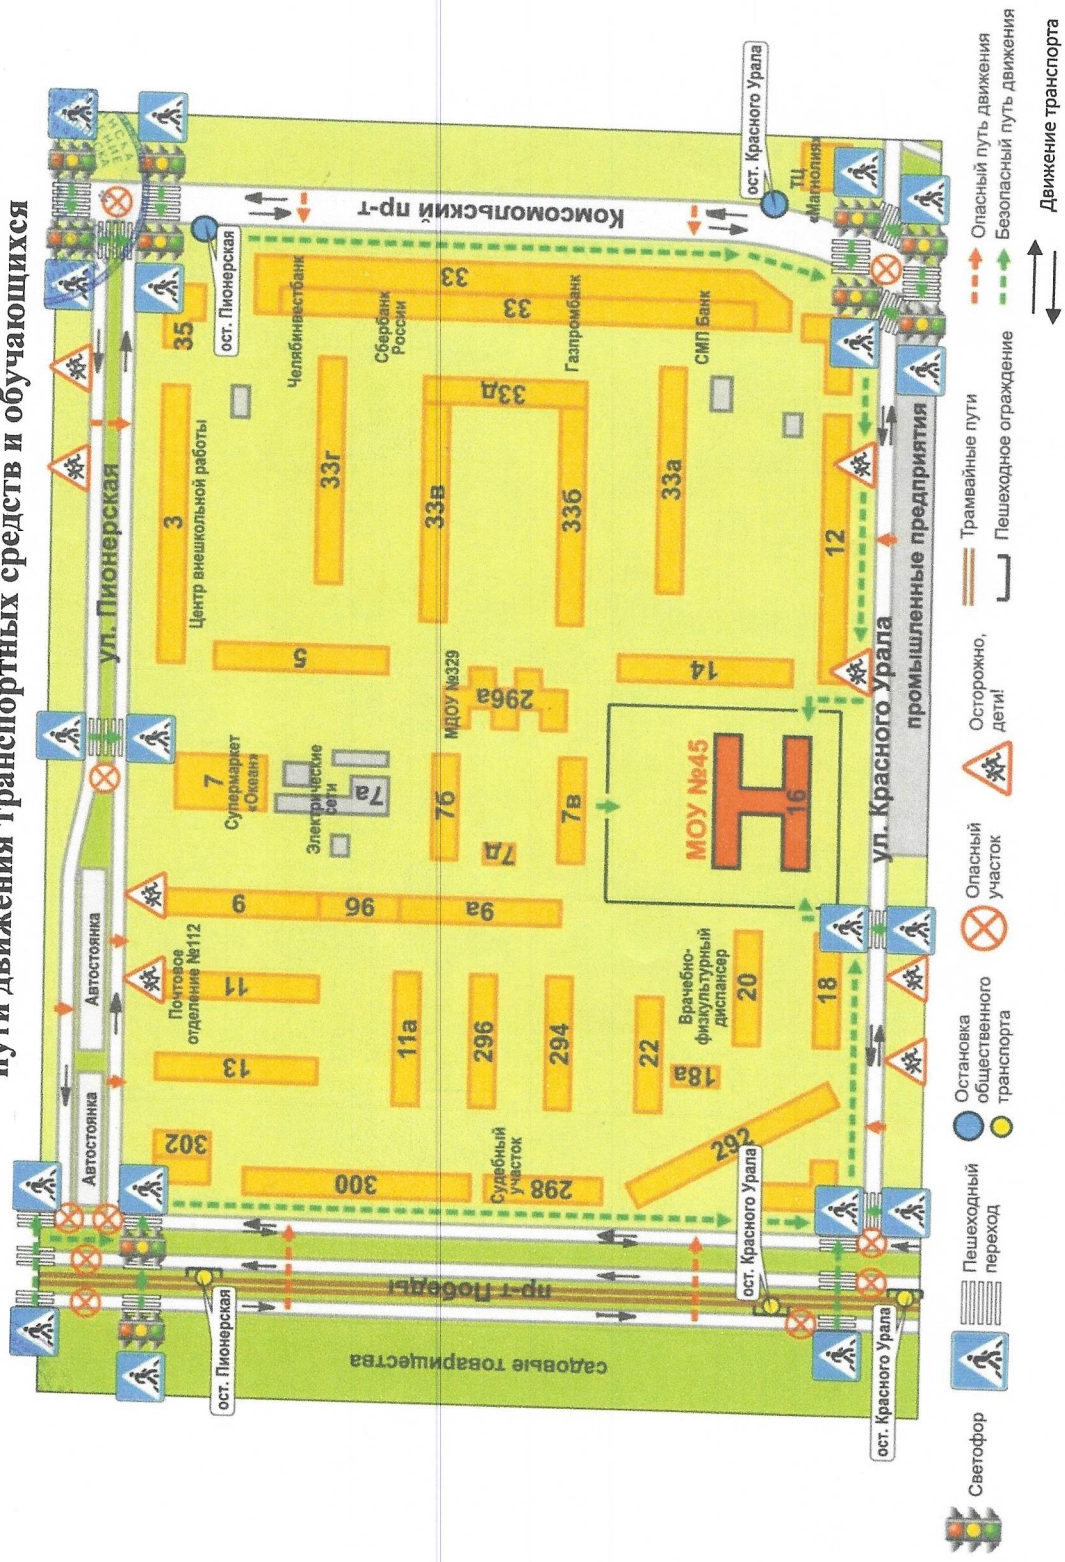 пути движения транспортных средств и обучающихся
ул. Пионерская
Автостоянка
Автостоянка
302
13
11
Почтовое
отделение №112
9
9б
9а
7
Супермаркет
«Океан»
Электрические
сети
7а
5
3
Центр внешкольной работы
35
ост. Пионерская
Челябинвестбанк
33
33
Сбербанк
России
Газпромбанк
СМП Банк
Комсомольский пр-т
ост. Красного Урала
ТЦ
«Магнолия»
33г
33в
33д
33б
33а
300
11а
296
294
22
7б
7д
7в
МДОУ №329
296а
14
12
Судебный
участок
298
292
18а
Врачебно-
физкультурный
диспансер
20
18
МОУ №45
16
ул. Красного Урала
промышленные предприятия
пр-т Победы
ост. Пионерская
ост. Красного Урала
ост. Красного Урала
садовые товарищества
Светофор
Пешеходный
переход
Остановка
общественного
транспорта
Опасный
участок
Осторожно,
дети!
Трамвайные пути
Пешеходное ограждение
Опасный путь движения
Безопасный путь движения
Движение транспорта